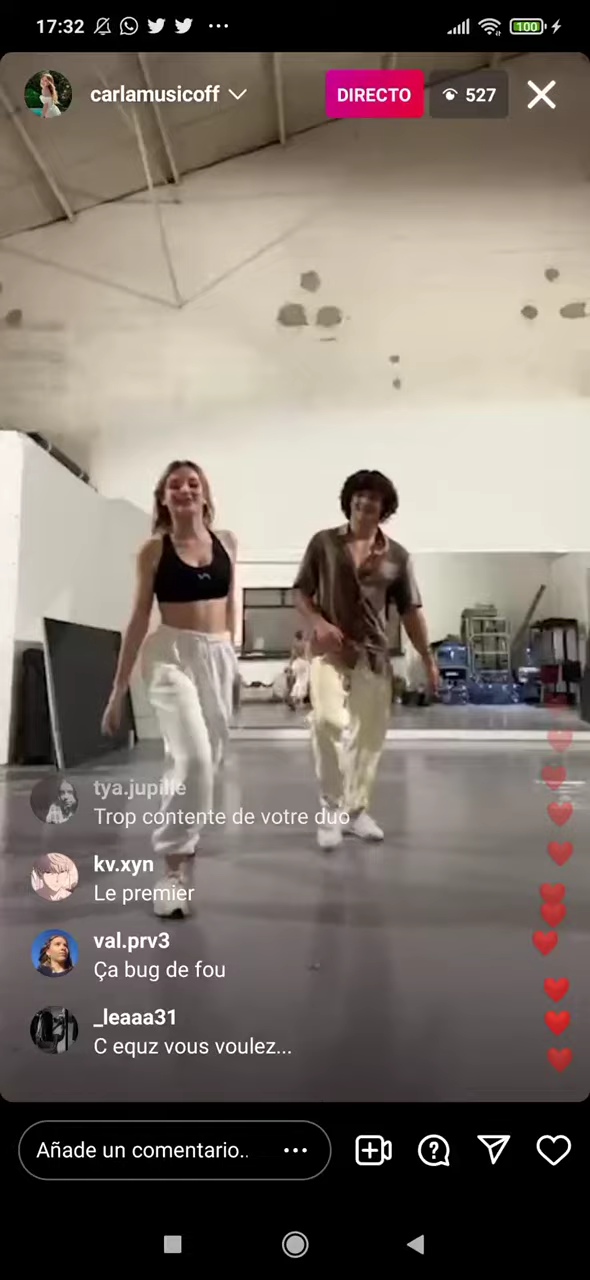 17:32
100
carlamusicoff
DIRECTO
527
tya.jupille
Trop contente de votre duo
kv.xyn
Le premier
val.prv3
Ça bug de fou
_leaaa31
C equz vous voulez...
Añade un comentario..